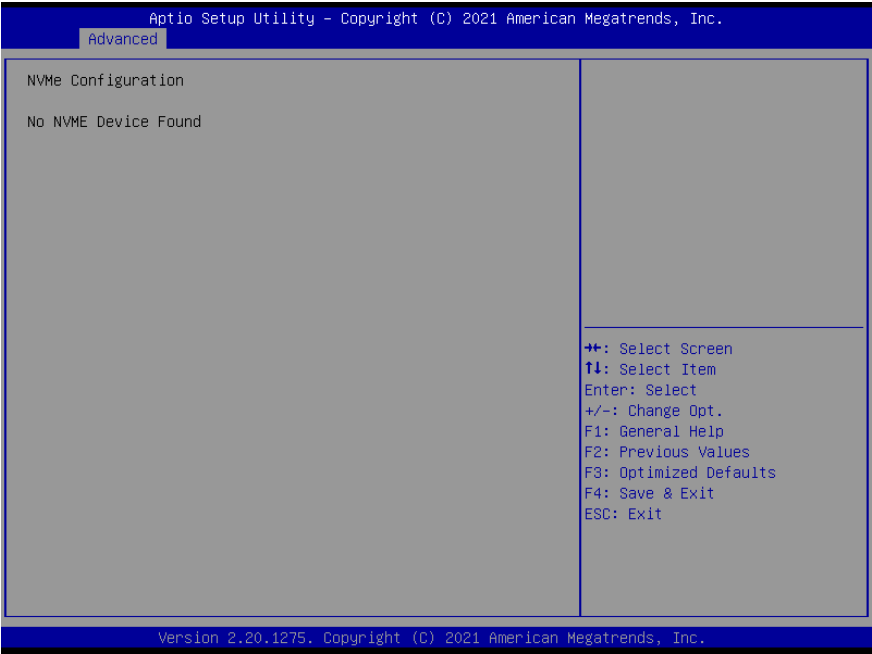 Aptio Setup Utility – Copyright (C) 2021 American Megatrends, Inc.
Advanced
NVMe Configuration
No NVME Device Found
→←: Select Screen
↑↓: Select Item
Enter: Select
+/-: Change Opt.
F1: General Help
F2: Previous Values
F3: Optimized Defaults
F4: Save & Exit
ESC: Exit
Version 2.20.1275. Copyright (C) 2021 American Megatrends, Inc.